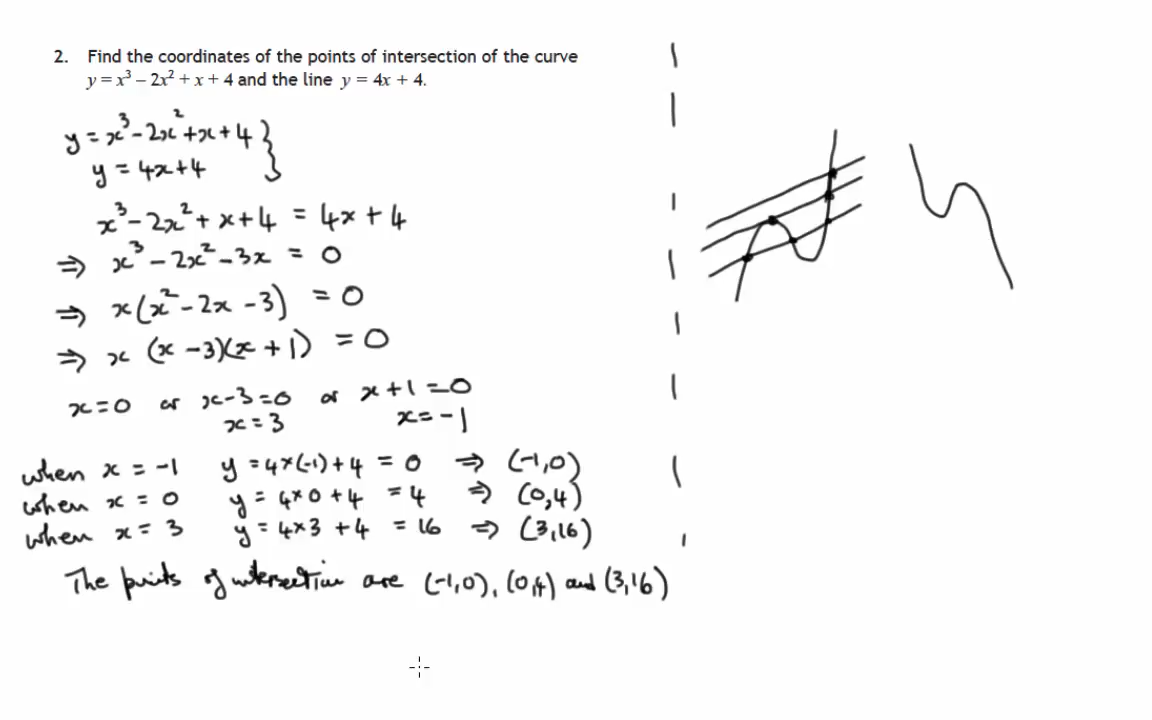 2. Find the coordinates of the points of intersection of the curve
y = x³ – 2x² + x + 4 and the line y = 4x + 4.
y = x³ - 2x² + x + 4 }
y = 4x + 4
x³ - 2x² + x + 4 = 4x + 4
⇒ x³ - 2x² - 3x = 0
⇒ x(x² - 2x - 3) = 0
⇒ x (x - 3)(x + 1) = 0
x = 0 or x - 3 = 0 or x + 1 = 0
x = 3 x = -1
when x = -1 y = 4×(-1) + 4 = 0 ⇒ (-1,0)
when x = 0 y = 4×0 + 4 = 4 ⇒ (0,4)
when x = 3 y = 4×3 + 4 = 16 ⇒ (3,16)
The points of intersection are (-1,0), (0,4) and (3,16)